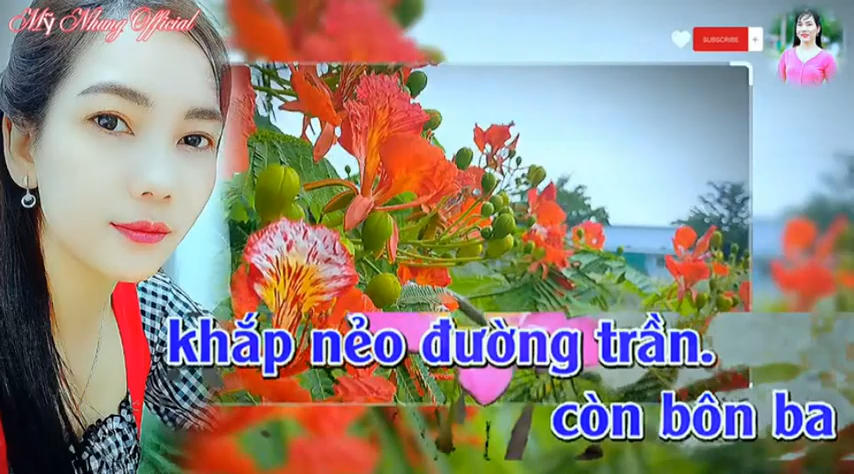 Mỹ Nhung Official
SUBSCRIBE
khắp nẻo đường trần.
còn bôn ba